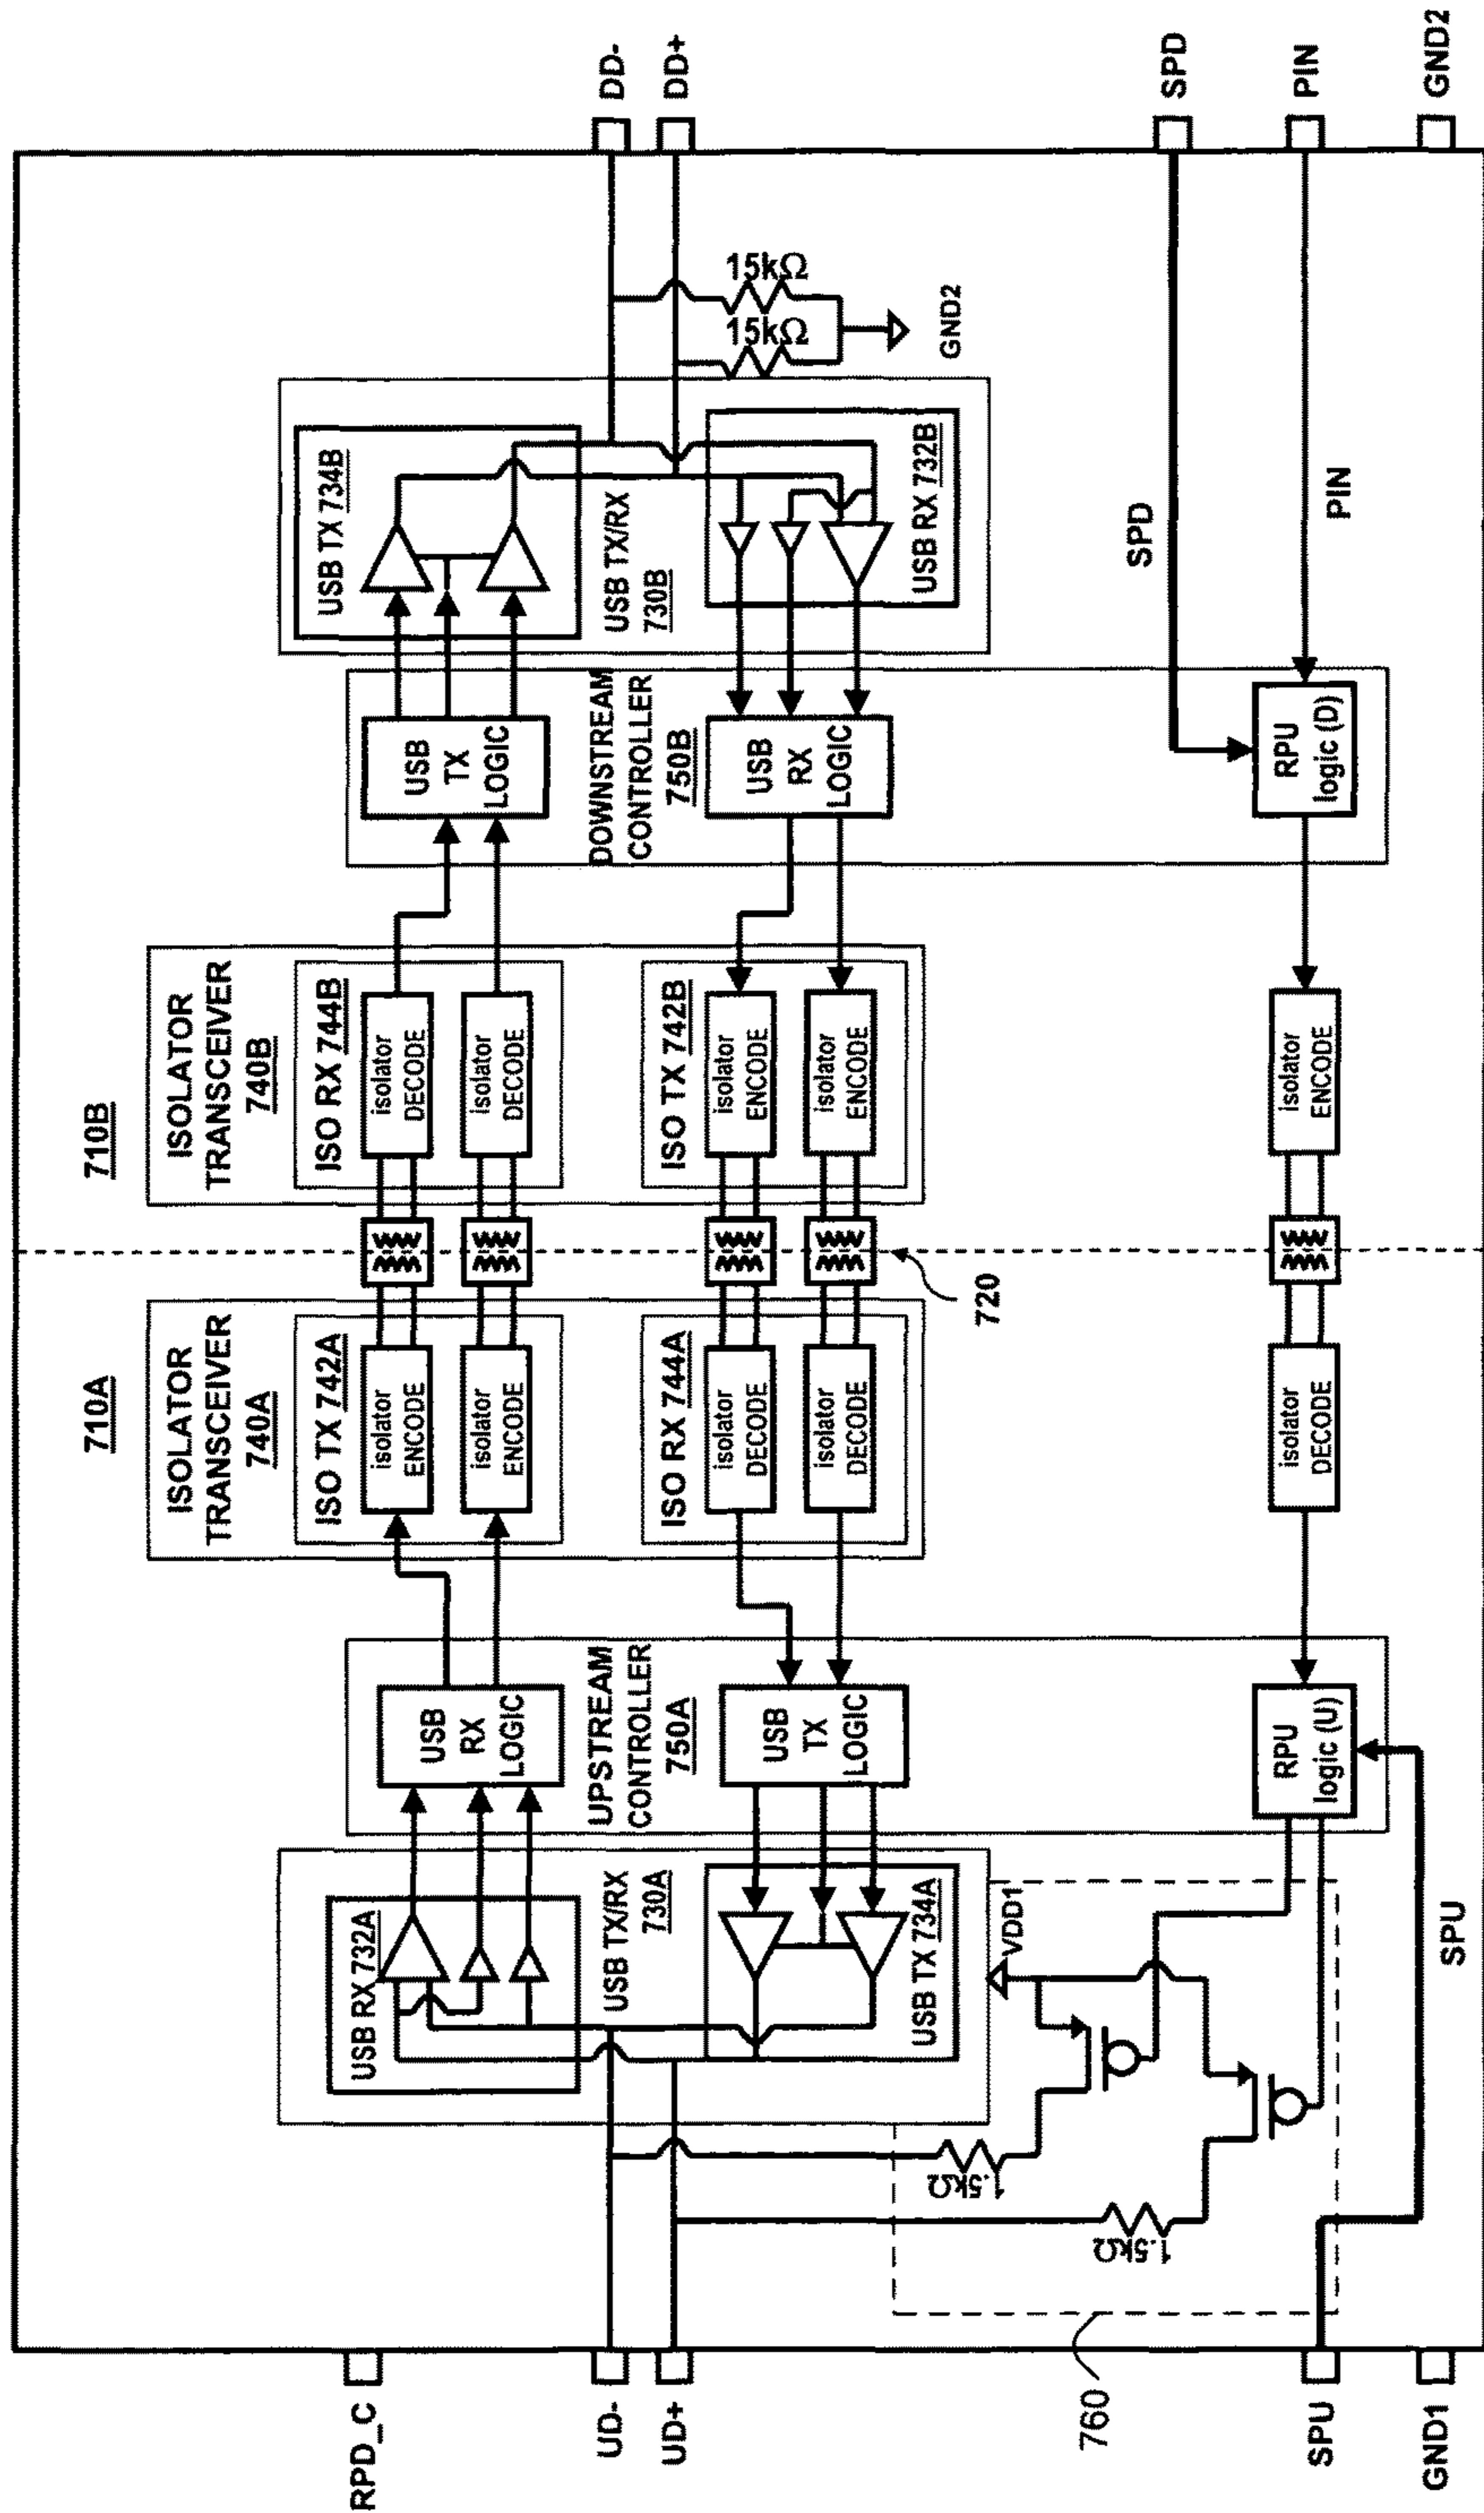 710A
710B
ISOLATOR
TRANSCEIVER
740A
ISOLATOR
TRANSCEIVER
740B
RPD_C
UD-
UD+
SPU
GND1
DD-
DD+
SPD
PIN
GND2
USB RX 732A
USB TX/RX
730A
USB TX 734A
USB
RX
LOGIC
UPSTREAM
CONTROLLER
750A
USB
TX
LOGIC
RPU
logic (U)
ISO TX 742A
isolator
ENCODE
isolator
ENCODE
ISO RX 744A
isolator
DECODE
isolator
DECODE
isolator
DECODE
720
ISO RX 744B
isolator
DECODE
isolator
DECODE
ISO TX 742B
isolator
ENCODE
isolator
ENCODE
isolator
ENCODE
USB
TX
LOGIC
DOWNSTREAM
CONTROLLER
750B
USB
RX
LOGIC
RPU
logic (D)
USB TX 734B
USB TX/RX
730B
USB RX 732B
15kΩ
15kΩ
GND2
SPD
PIN
VDD1
1.5kΩ
1.5kΩ
760
SPU